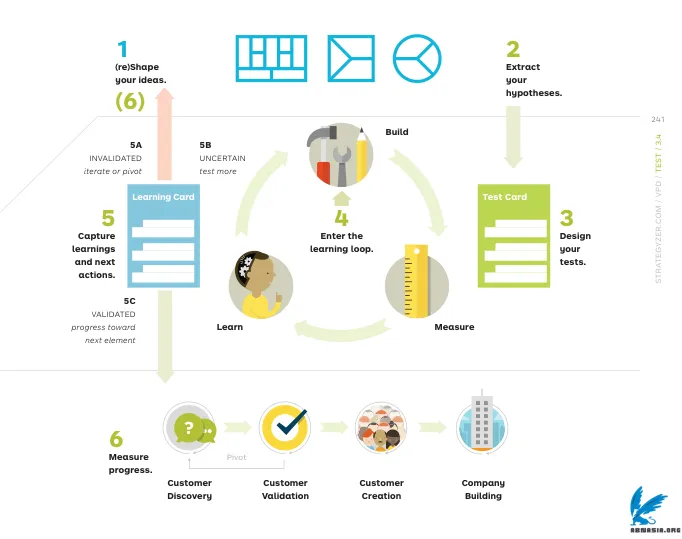 1
(re)Shape
your ideas.
(6)
2
Extract
your
hypotheses.
241
STRATEGYZER.COM / VPD / TEST / 3.4
5A
INVALIDATED
iterate or pivot
5B
UNCERTAIN
test more
Build
Learning Card
5
Capture
learnings
and next
actions.
4
Enter the
learning loop.
Test Card
3
Design
your
tests.
5C
VALIDATED
progress toward
next element
Learn
Measure
6
Measure
progress.
?
Pivot
Customer
Discovery
Customer
Validation
Customer
Creation
Company
Building
ABMASIA.ORG